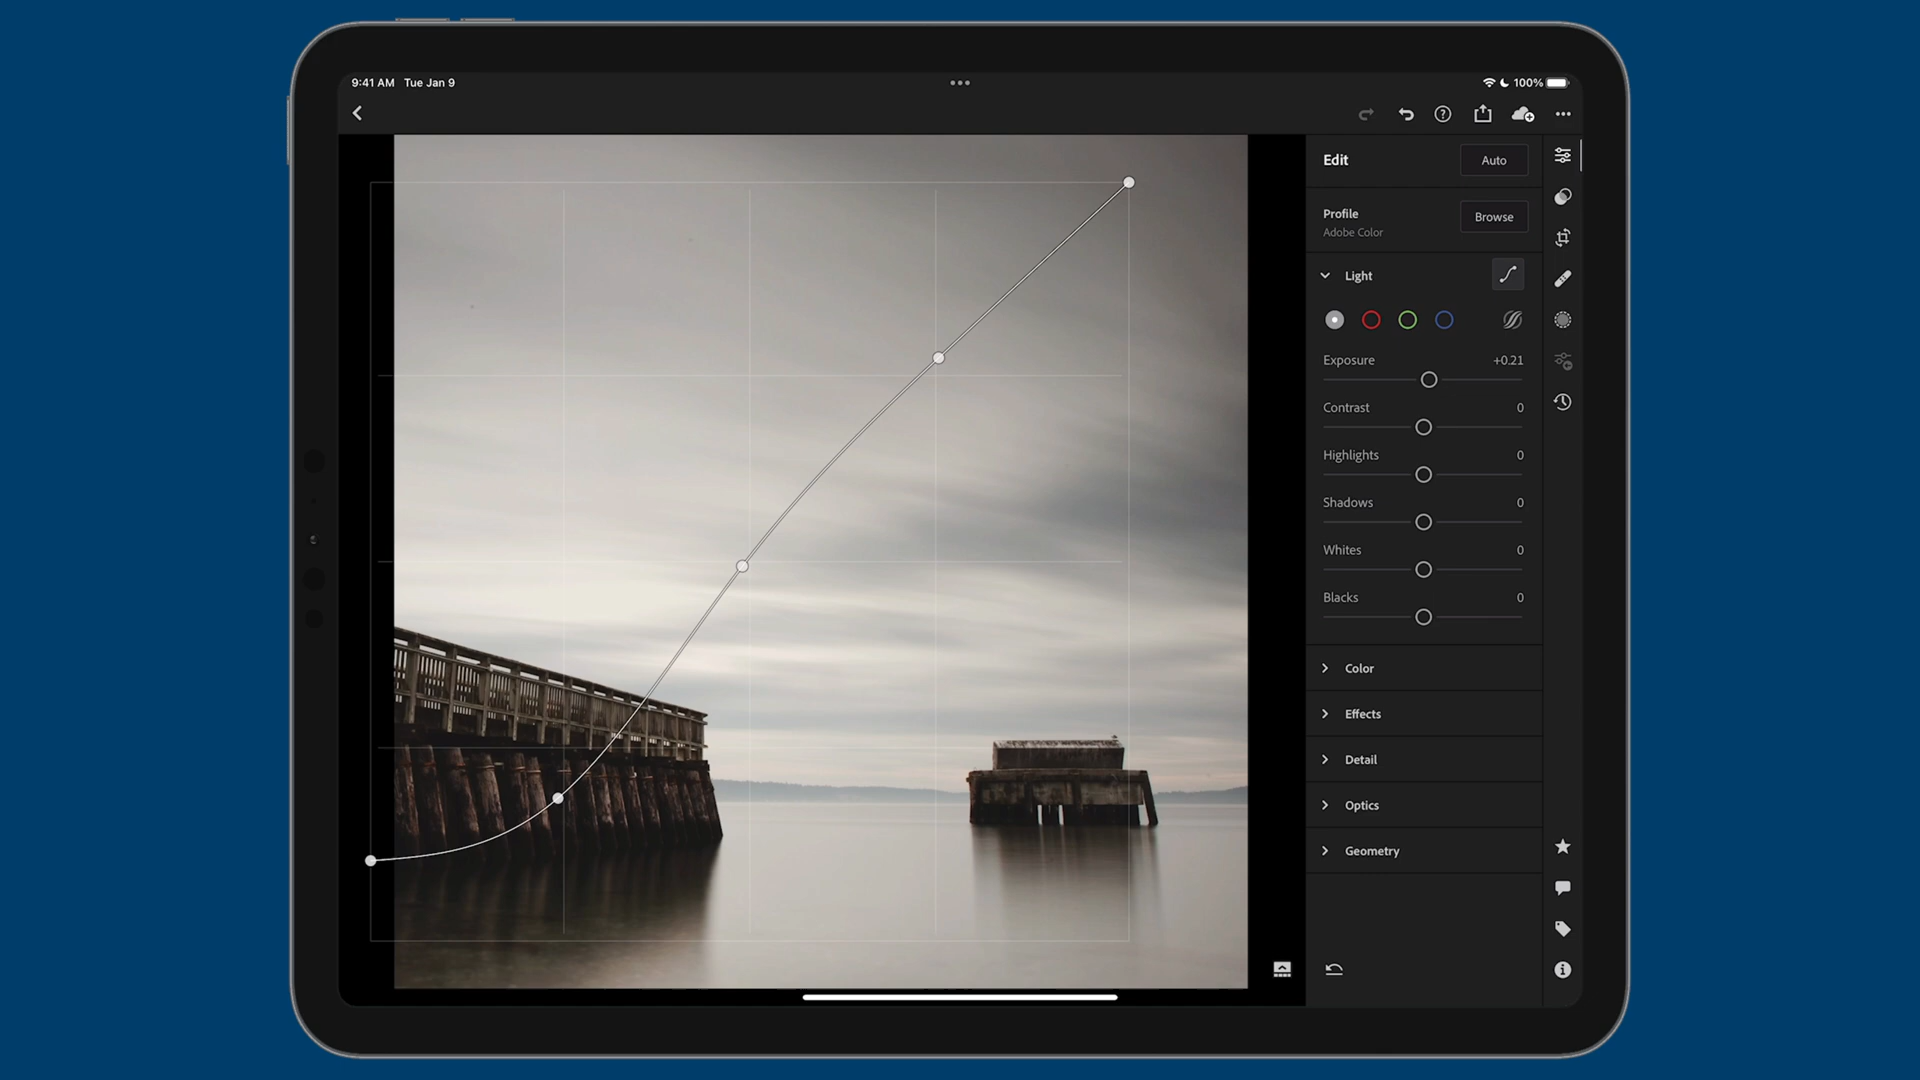 9:41 AM Tue Jan 9
100%
Edit
Auto
Profile
Adobe Color
Browse
Light
Exposure +0.21
Contrast 0
Highlights 0
Shadows 0
Whites 0
Blacks 0
Color
Effects
Detail
Optics
Geometry